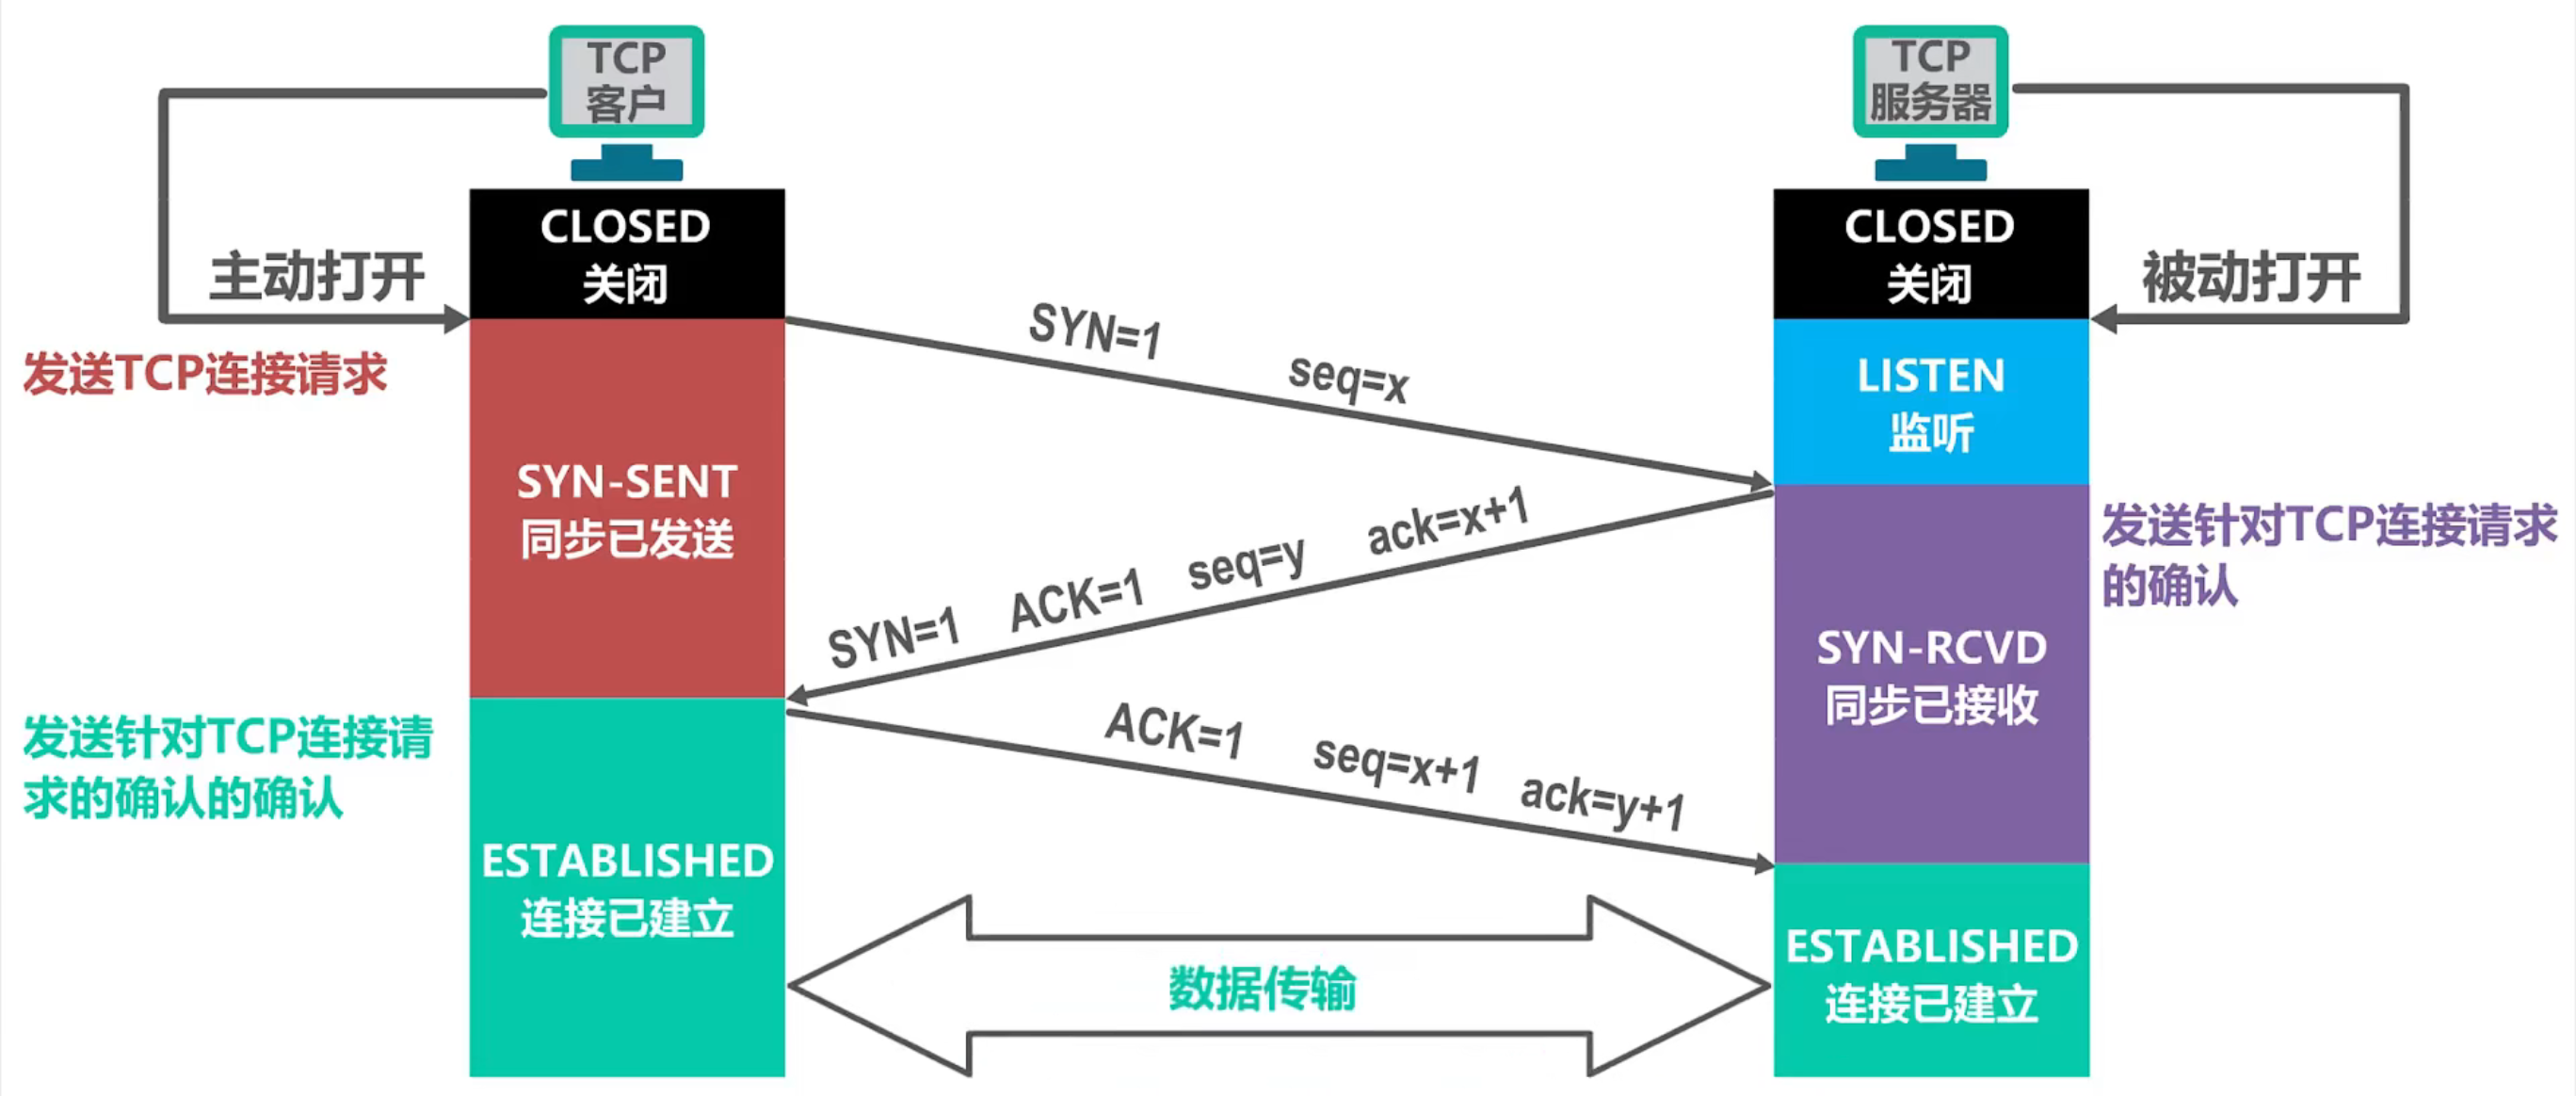 TCP
客户
TCP
服务器
CLOSED
关闭
CLOSED
关闭
主动打开
被动打开
SYN=1 seq=x
发送TCP连接请求
LISTEN
监听
SYN-SENT
同步已发送
SYN=1 ACK=1 seq=y ack=x+1
发送针对TCP连接请求
的确认
SYN-RCVD
同步已接收
发送针对TCP连接请
求的确认的确认
ACK=1 seq=x+1 ack=y+1
ESTABLISHED
连接已建立
数据传输
ESTABLISHED
连接已建立